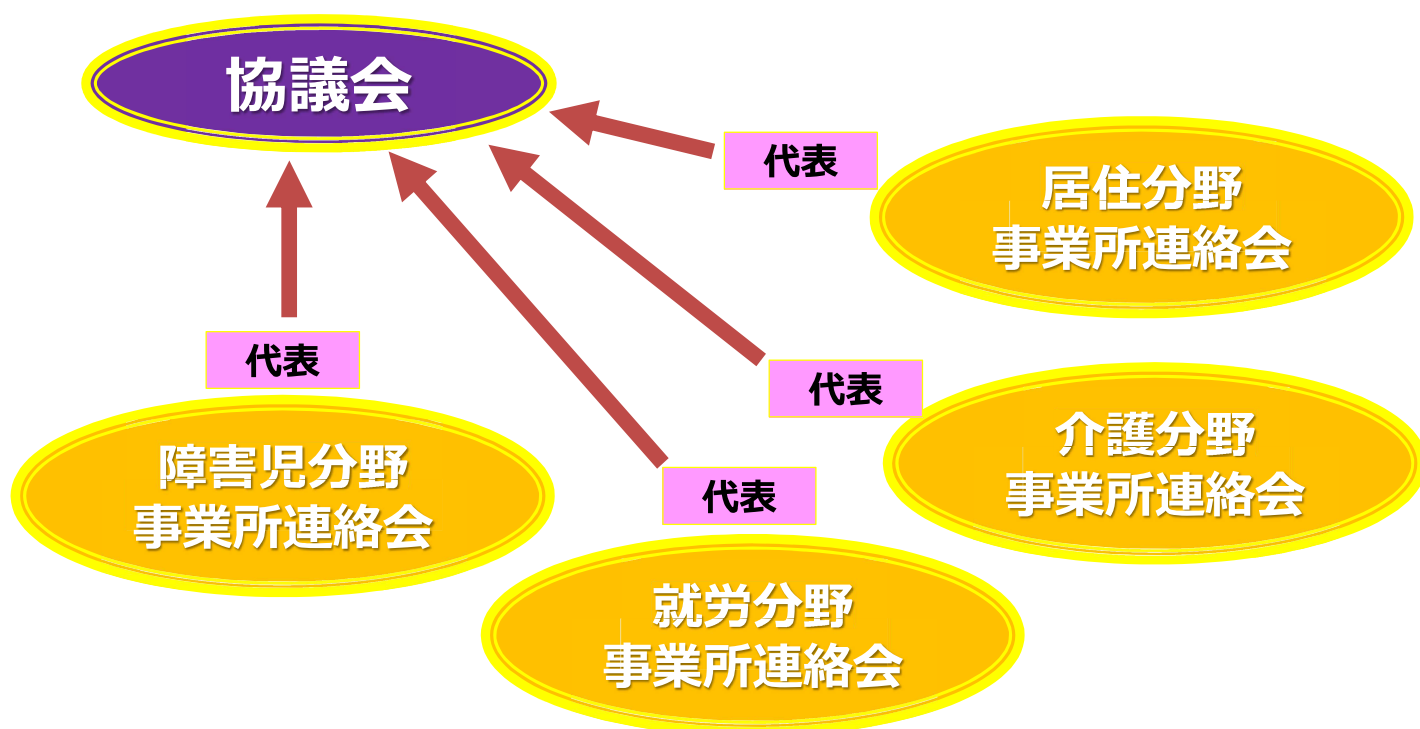 協議会
代表
居住分野
事業所連絡会
代表
障害児分野
事業所連絡会
代表
介護分野
事業所連絡会
代表
就労分野
事業所連絡会